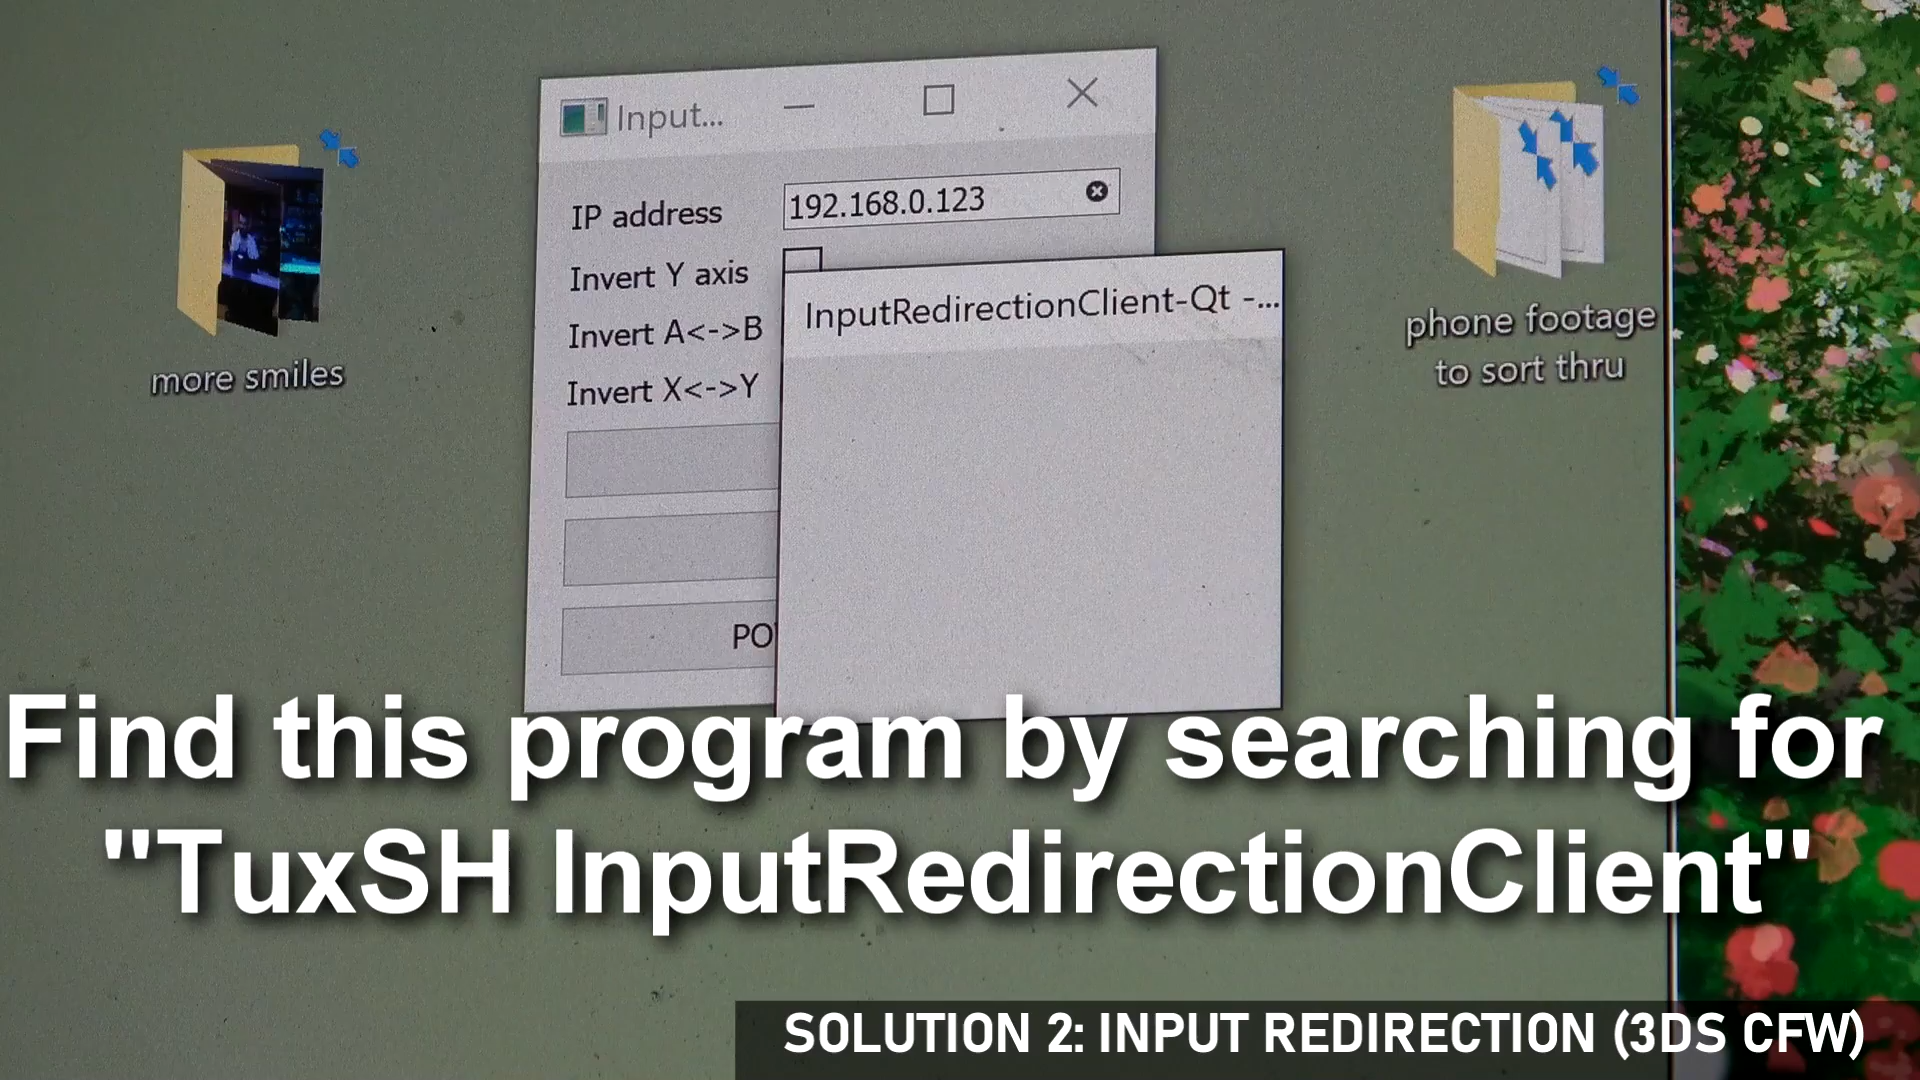 Input...
IP address
192.168.0.123
Invert Y axis
Invert A<->B
Invert X<->Y
InputRedirectionClient-Qt -...
PO
more smiles
phone footage
to sort thru
Find this program by searching for
"TuxSH InputRedirectionClient"
SOLUTION 2: INPUT REDIRECTION (3DS CFW)